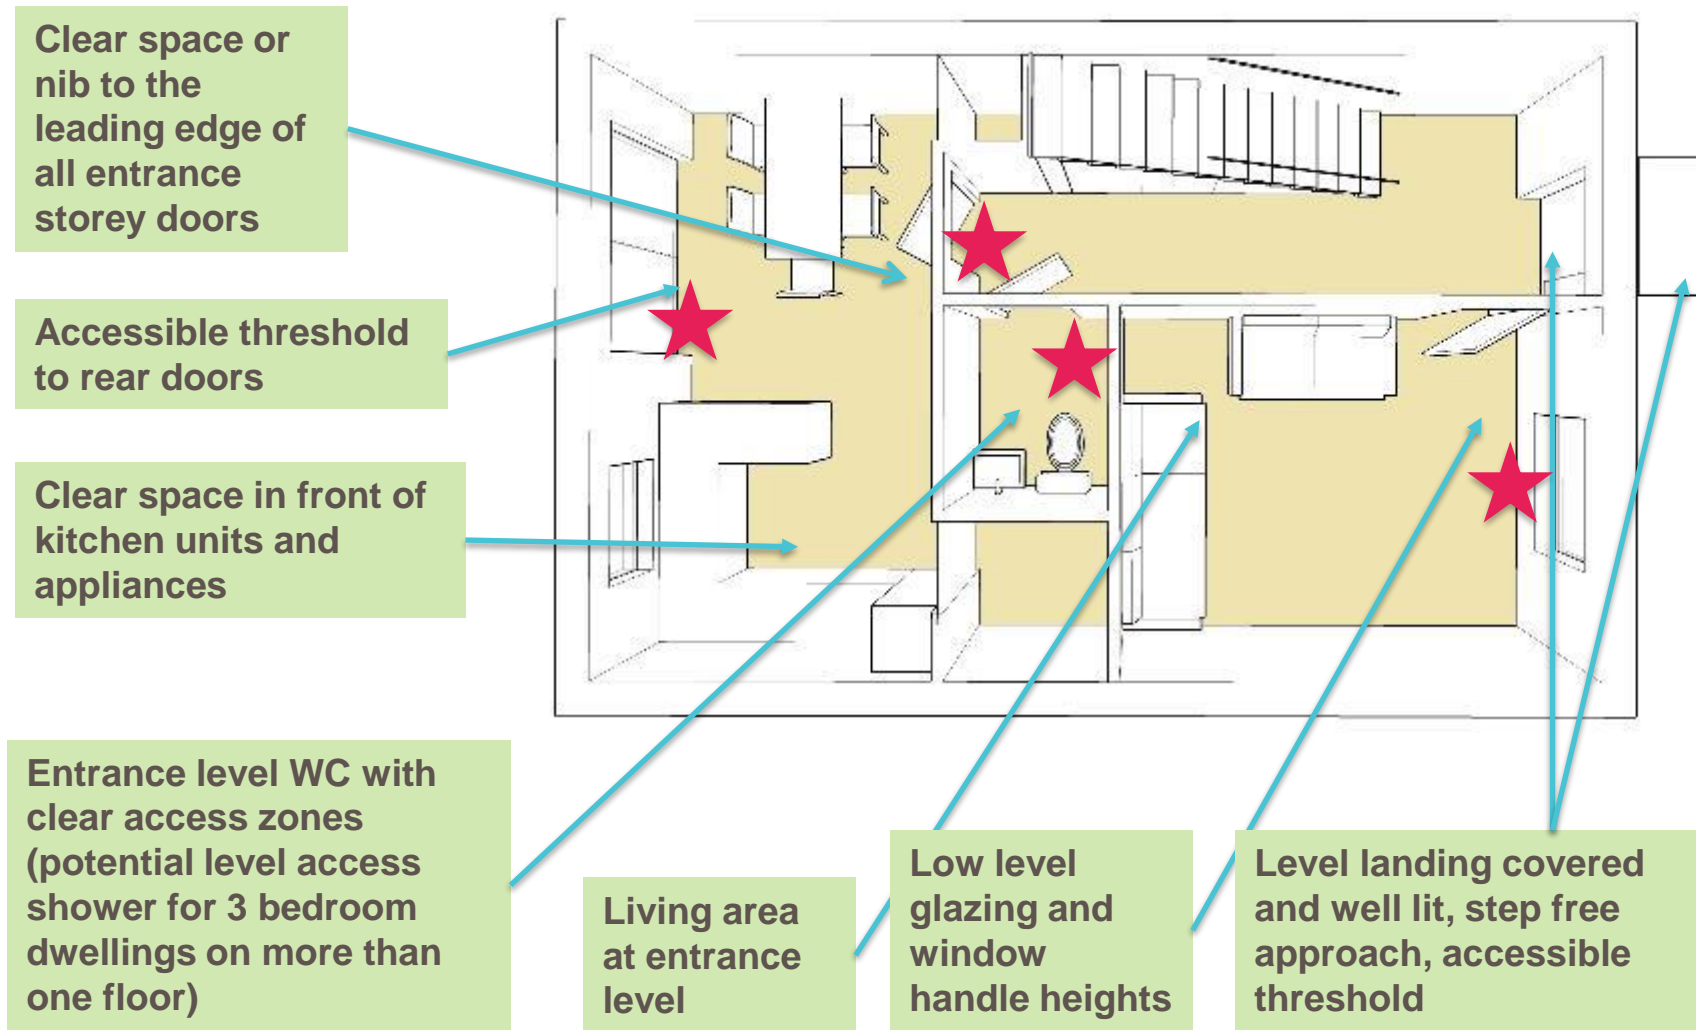 Clear space or
nib to the
leading edge of
all entrance
storey doors
Accessible threshold
to rear doors
Clear space in front of
kitchen units and
appliances
Entrance level WC with
clear access zones
(potential level access
shower for 3 bedroom
dwellings on more than
one floor)
Living area
at entrance
level
Low level
glazing and
window
handle heights
Level landing covered
and well lit, step free
approach, accessible
threshold